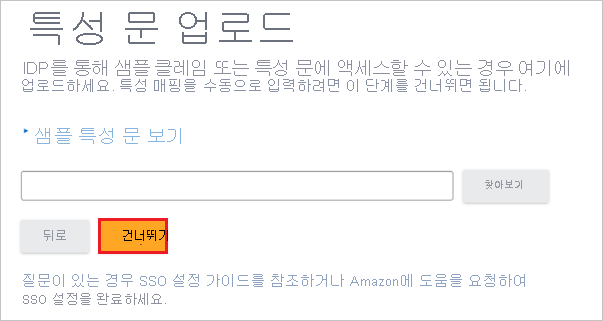 특성 문 업로드
IDP를 통해 샘플 클레임 또는 특성 문에 액세스할 수 있는 경우 여기에
업로드하세요. 특성 매핑을 수동으로 입력하려면 이 단계를 건너뛰면 됩니다.
샘플 특성 문 보기
찾아보기
뒤로 건너뛰기
질문이 있는 경우 SSO 설정 가이드를 참조하거나 Amazon에 도움을 요청하여
SSO 설정을 완료하세요.